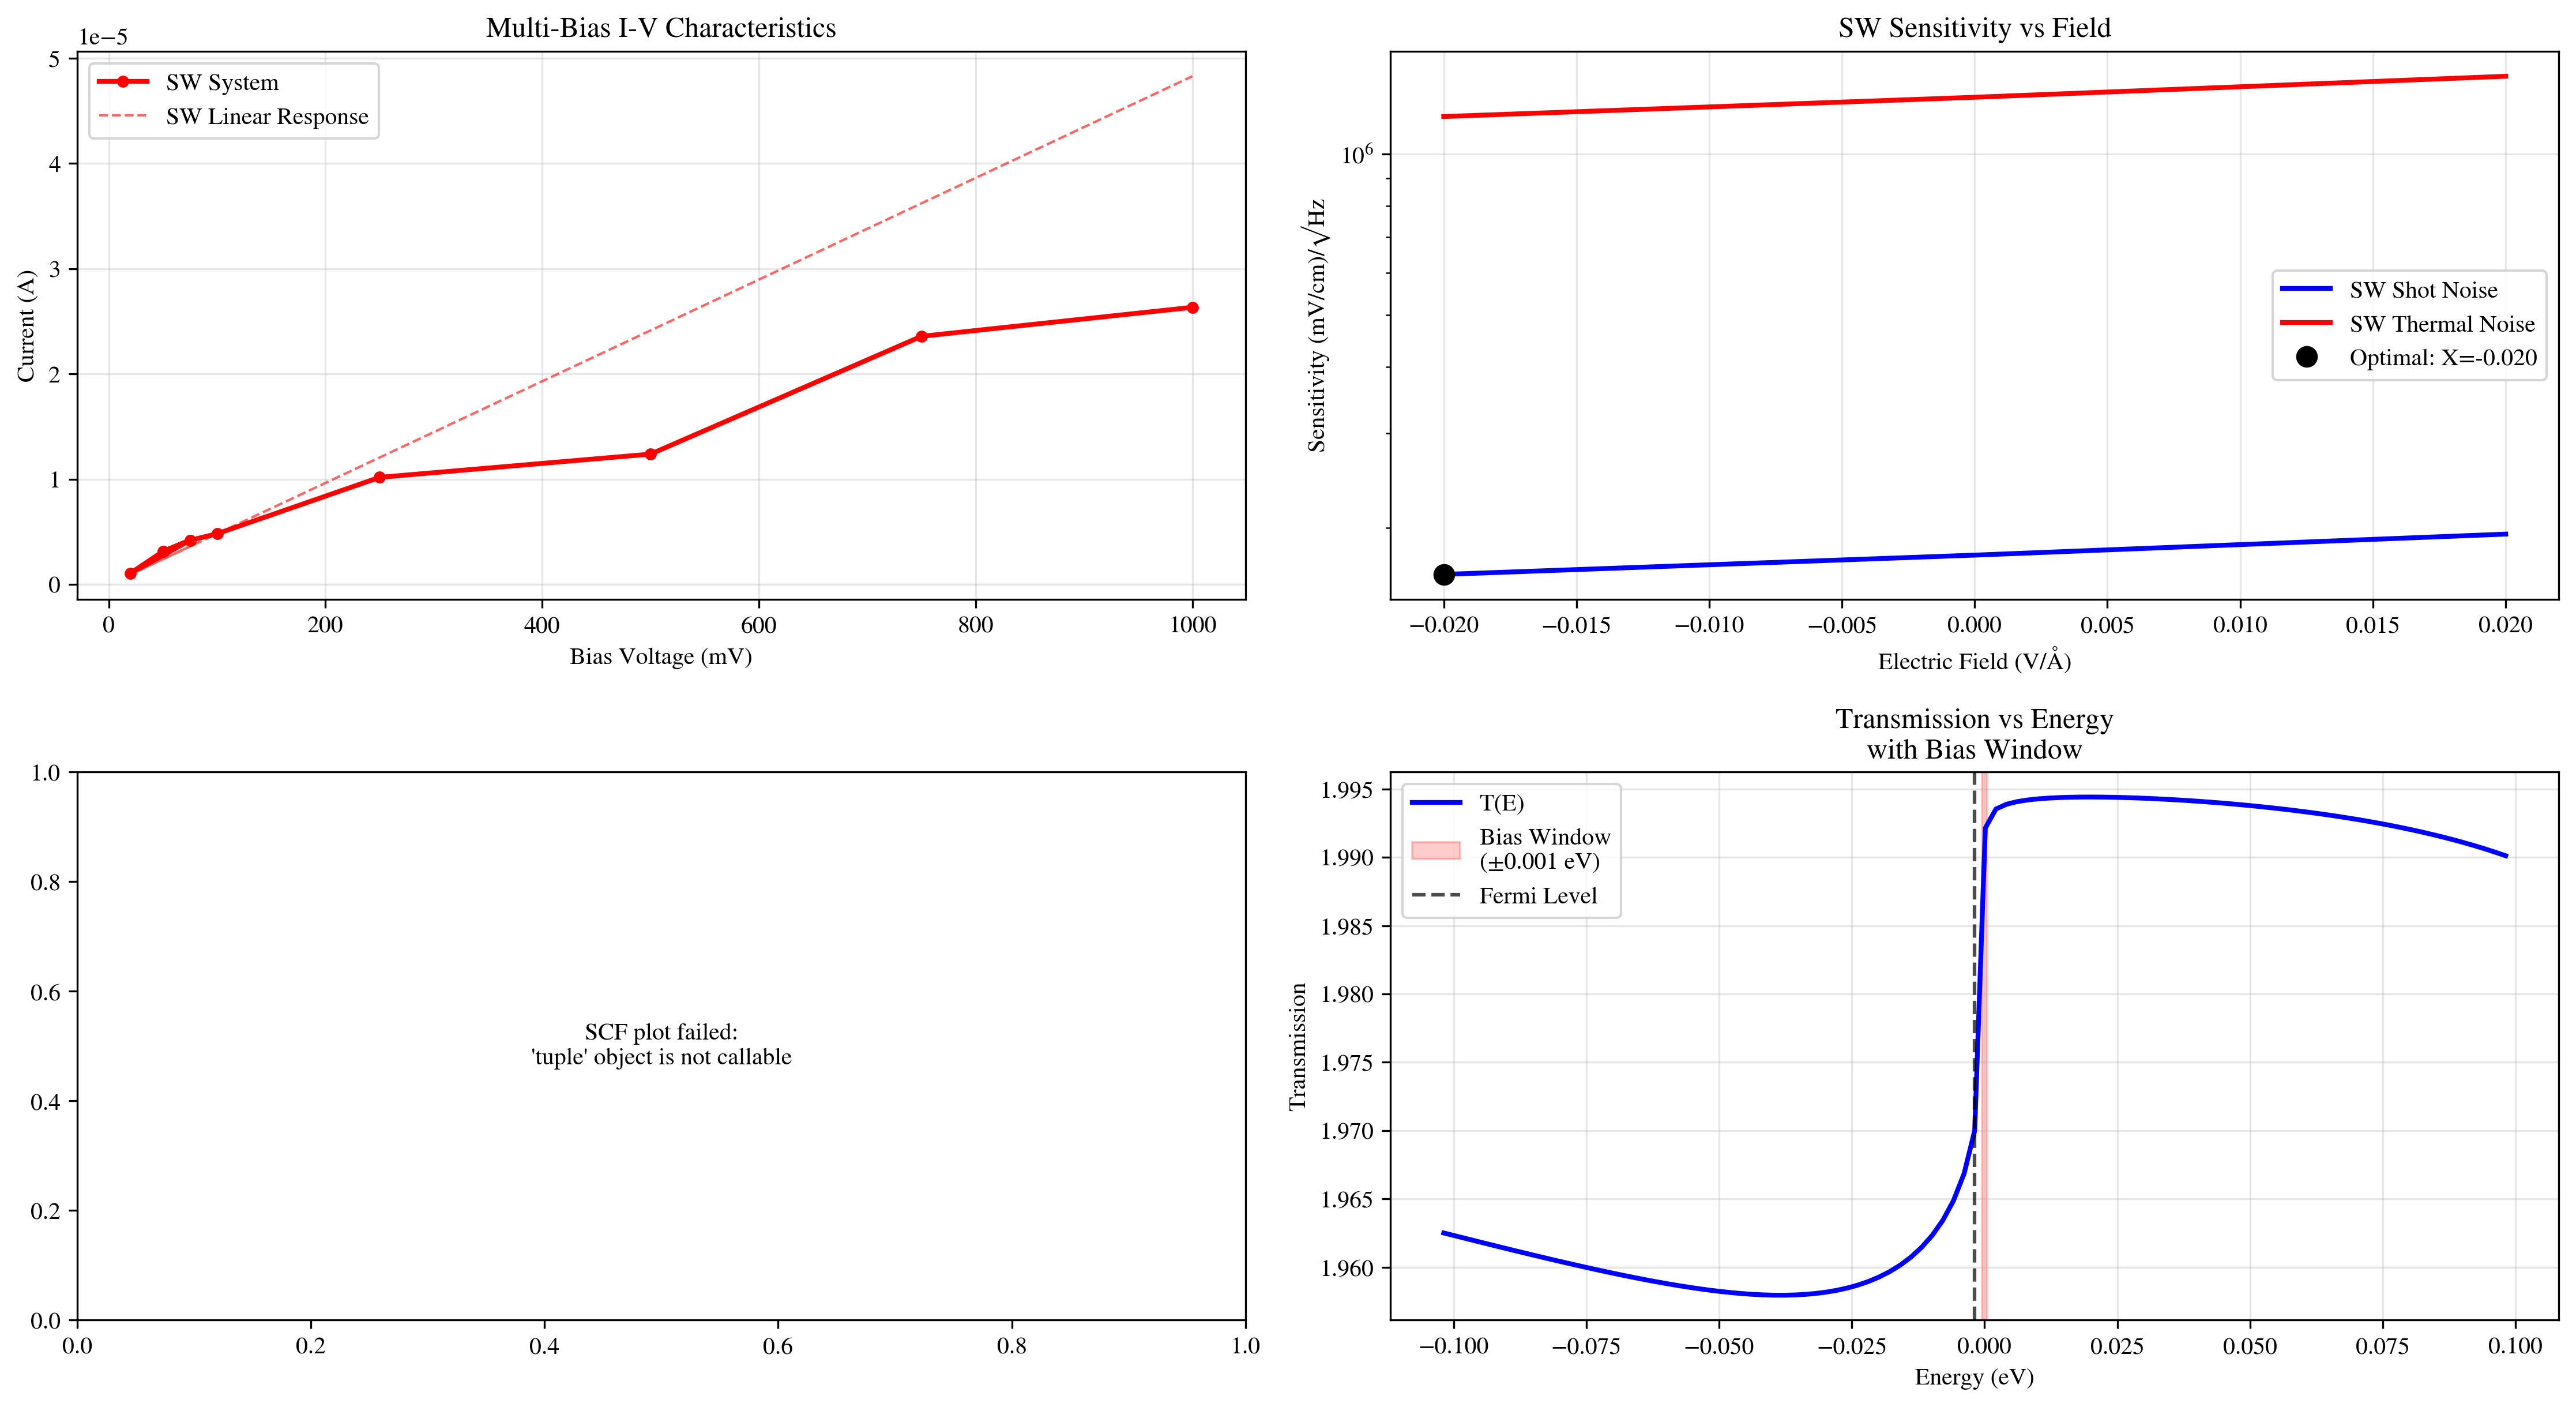 Multi-Bias I-V Characteristics
1e−5
5
4
3
2
1
0
Current (A)
SW System
SW Linear Response
0 200 400 600 800 1000
Bias Voltage (mV)
SW Sensitivity vs Field
10⁶
Sensitivity (mV/cm)/√Hz
SW Shot Noise
SW Thermal Noise
Optimal: X=-0.020
−0.020 −0.015 −0.010 −0.005 0.000 0.005 0.010 0.015 0.020
Electric Field (V/Å)
1.0
0.8
0.6
0.4
0.2
0.0
SCF plot failed:
'tuple' object is not callable
0.0 0.2 0.4 0.6 0.8 1.0
Transmission vs Energy
with Bias Window
1.995
1.990
1.985
1.980
1.975
1.970
1.965
1.960
Transmission
T(E)
Bias Window
(±0.001 eV)
Fermi Level
−0.100 −0.075 −0.050 −0.025 0.000 0.025 0.050 0.075 0.100
Energy (eV)